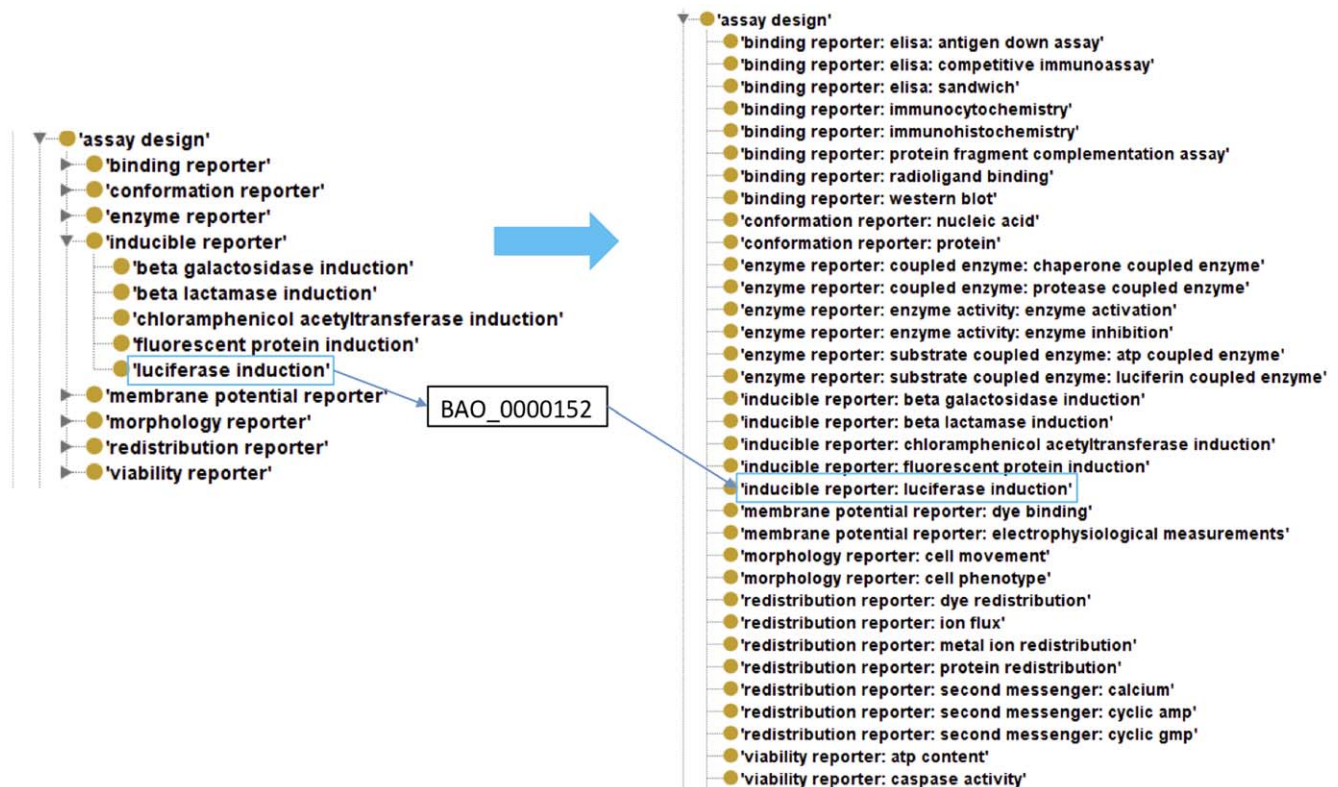 'assay design'
'binding reporter'
'conformation reporter'
'enzyme reporter'
'inducible reporter'
'beta galactosidase induction'
'beta lactamase induction'
'chloramphenicol acetyltransferase induction'
'fluorescent protein induction'
'luciferase induction'
'membrane potential reporter'
'morphology reporter'
'redistribution reporter'
'viability reporter'
BAO_0000152
'assay design'
'binding reporter: elisa: antigen down assay'
'binding reporter: elisa: competitive immunoassay'
'binding reporter: elisa: sandwich'
'binding reporter: immunocytochemistry'
'binding reporter: immunohistochemistry'
'binding reporter: protein fragment complementation assay'
'binding reporter: radioligand binding'
'binding reporter: western blot'
'conformation reporter: nucleic acid'
'conformation reporter: protein'
'enzyme reporter: coupled enzyme: chaperone coupled enzyme'
'enzyme reporter: coupled enzyme: protease coupled enzyme'
'enzyme reporter: enzyme activity: enzyme activation'
'enzyme reporter: enzyme activity: enzyme inhibition'
'enzyme reporter: substrate coupled enzyme: atp coupled enzyme'
'enzyme reporter: substrate coupled enzyme: luciferin coupled enzyme'
'inducible reporter: beta galactosidase induction'
'inducible reporter: beta lactamase induction'
'inducible reporter: chloramphenicol acetyltransferase induction'
'inducible reporter: fluorescent protein induction'
'inducible reporter: luciferase induction'
'membrane potential reporter: dye binding'
'membrane potential reporter: electrophysiological measurements'
'morphology reporter: cell movement'
'morphology reporter: cell phenotype'
'redistribution reporter: dye redistribution'
'redistribution reporter: ion flux'
'redistribution reporter: metal ion redistribution'
'redistribution reporter: protein redistribution'
'redistribution reporter: second messenger: calcium'
'redistribution reporter: second messenger: cyclic amp'
'redistribution reporter: second messenger: cyclic gmp'
'viability reporter: atp content'
'viability reporter: caspase activity'